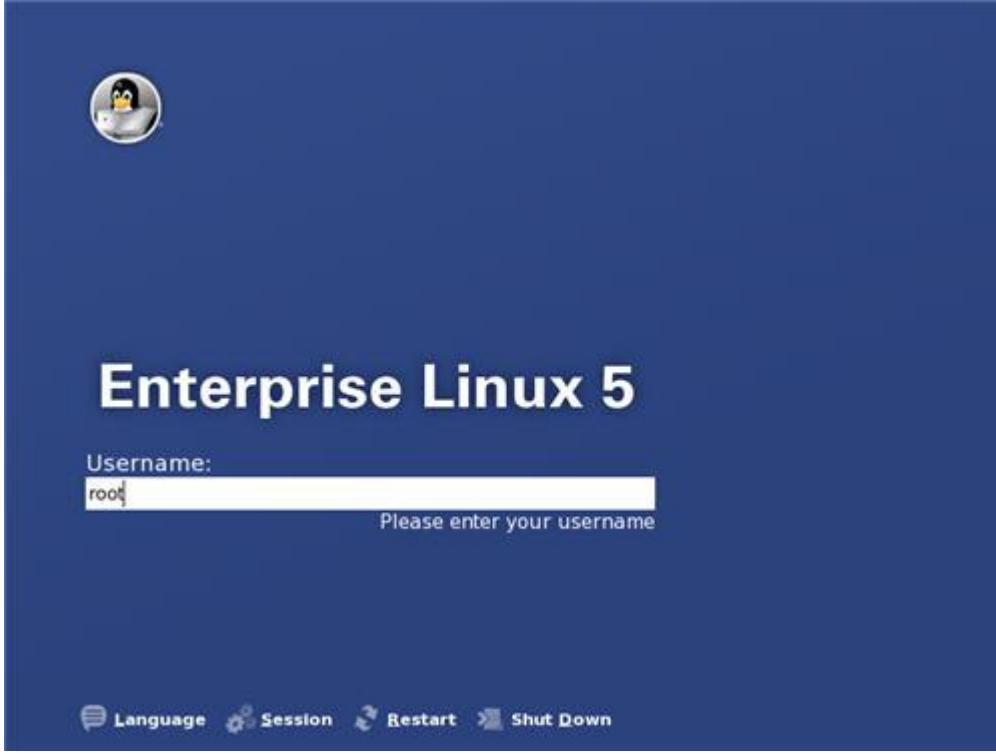 Enterprise Linux 5
Username:
root
Please enter your username
Language Session Restart Shut Down